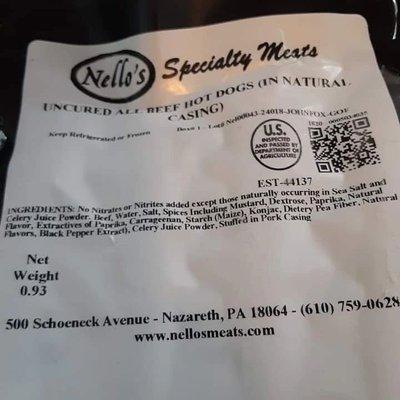 Nello's Specialty Meats
UNCURED ALL BEEF HOT DOGS (IN NATURAL
CASING)
Keep Refrigerated or Frozen
U.S.
INSPECTED
AND PASSED BY
DEPARTMENT OF
AGRICULTURE
EST-44137
INGREDIENTS: No Nitrates or Nitrites added except those naturally occurring in Sea Salt and
Celery Juice Powder. Beef, Water, Salt, Spices Including Mustard, Dextrose, Paprika, Natural
Flavor, Extractives of Paprika, Carrageenan, Starch (Maize), Konjac, Dietery Pea Fiber, Natural
Flavors, Black Pepper Extract), Celery Juice Powder, Stuffed in Pork Casing
Net
Weight
0.93
500 Schoeneck Avenue - Nazareth, PA 18064 - (610) 759-0628
www.nellosmeats.com